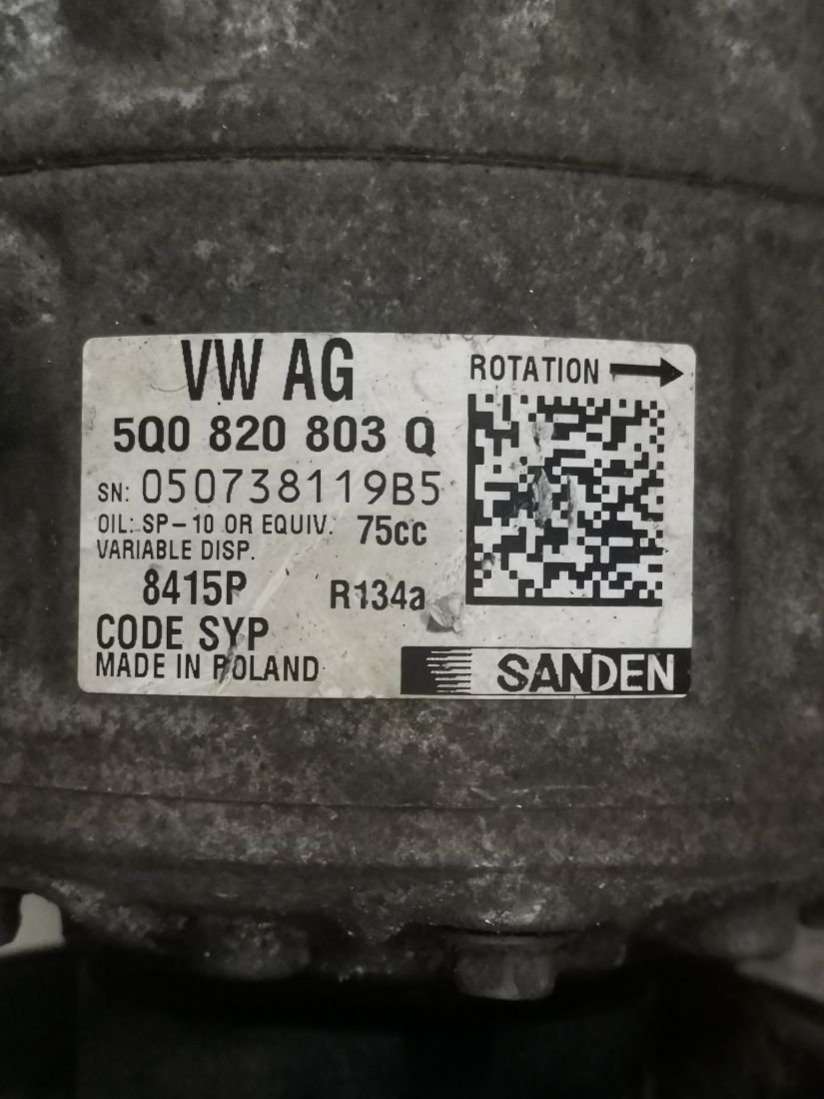 VW AG
ROTATION
5Q0 820 803 Q
SN: 050738119B5
OIL: SP-10 OR EQUIV. 75cc
VARIABLE DISP.
8415P R134a
CODE SYP
MADE IN POLAND
SANDEN